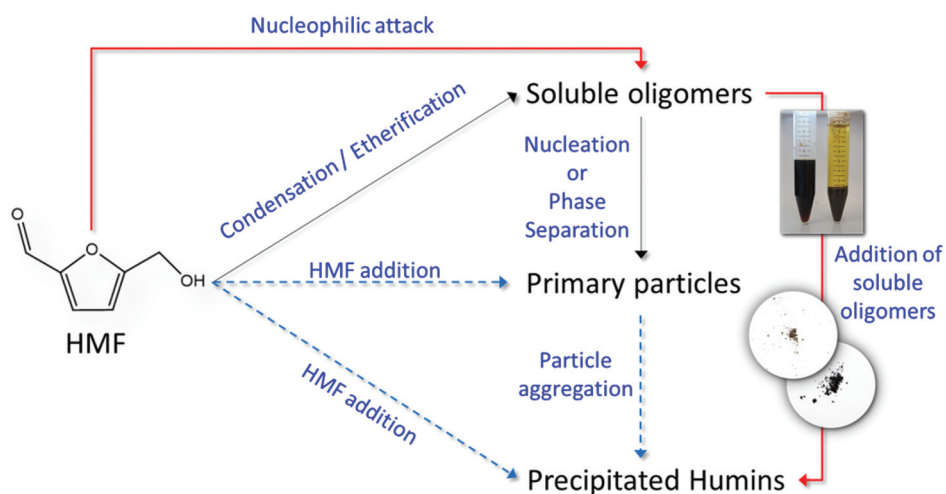 Nucleophilic attack
Soluble oligomers
Condensation / Etherification
Nucleation
or
Phase
Separation
O
O
OH
HMF
HMF addition
Primary particles
Addition of
soluble
oligomers
HMF addition
Particle
aggregation
Precipitated Humins